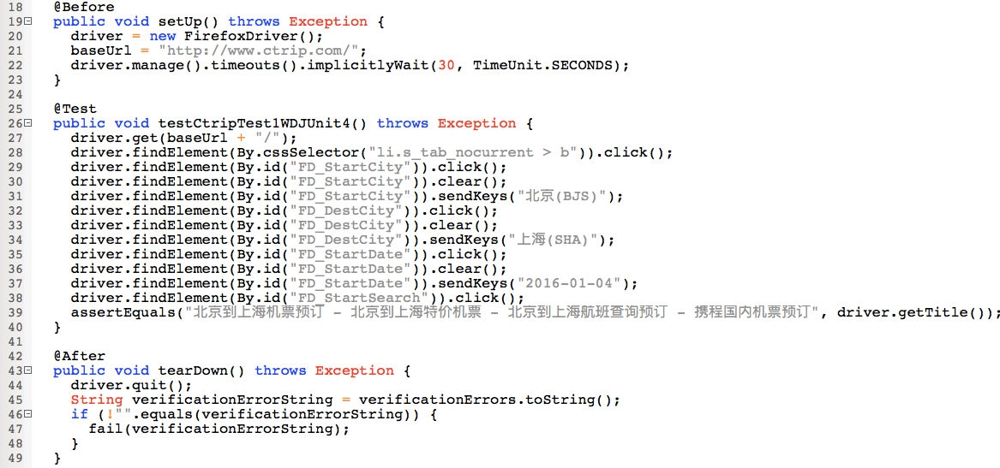 18 @Before
19 public void setUp() throws Exception {
20 driver = new FirefoxDriver();
21 baseUrl = "http://www.ctrip.com/";
22 driver.manage().timeouts().implicitlyWait(30, TimeUnit.SECONDS);
23 }
24
25 @Test
26 public void testCtripTest1WDJUnit4() throws Exception {
27 driver.get(baseUrl + "/");
28 driver.findElement(By.cssSelector("li.s_tab_nocurrent > b")).click();
29 driver.findElement(By.id("FD_StartCity")).click();
30 driver.findElement(By.id("FD_StartCity")).clear();
31 driver.findElement(By.id("FD_StartCity")).sendKeys("北京(BJS)");
32 driver.findElement(By.id("FD_DestCity")).click();
33 driver.findElement(By.id("FD_DestCity")).clear();
34 driver.findElement(By.id("FD_DestCity")).sendKeys("上海(SHA)");
35 driver.findElement(By.id("FD_StartDate")).click();
36 driver.findElement(By.id("FD_StartDate")).clear();
37 driver.findElement(By.id("FD_StartDate")).sendKeys("2016-01-04");
38 driver.findElement(By.id("FD_StartSearch")).click();
39 assertEquals("北京到上海机票预订 - 北京到上海特价机票 - 北京到上海航班查询预订 - 携程国内机票预订", driver.getTitle());
40 }
41
42 @After
43 public void tearDown() throws Exception {
44 driver.quit();
45 String verificationErrorString = verificationErrors.toString();
46 if (!"".equals(verificationErrorString)) {
47 fail(verificationErrorString);
48 }
49 }